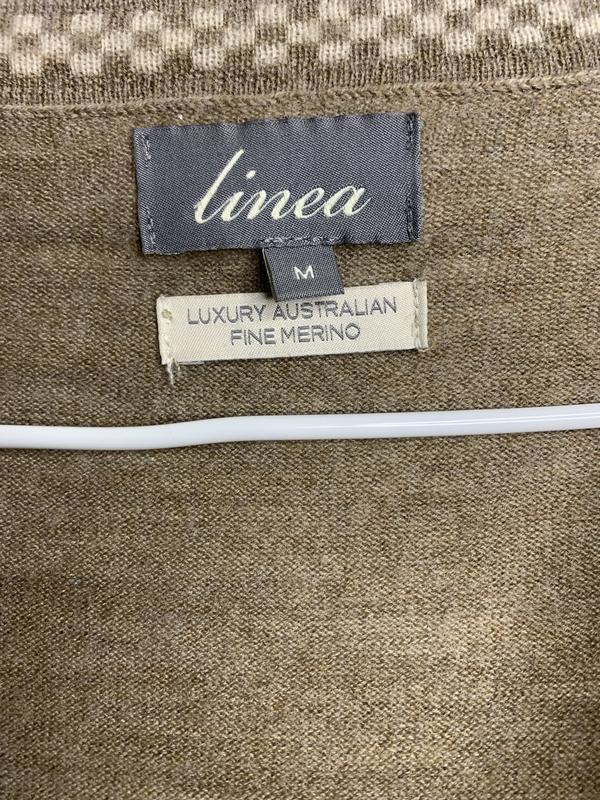 linea
M
LUXURY AUSTRALIAN
FINE MERINO